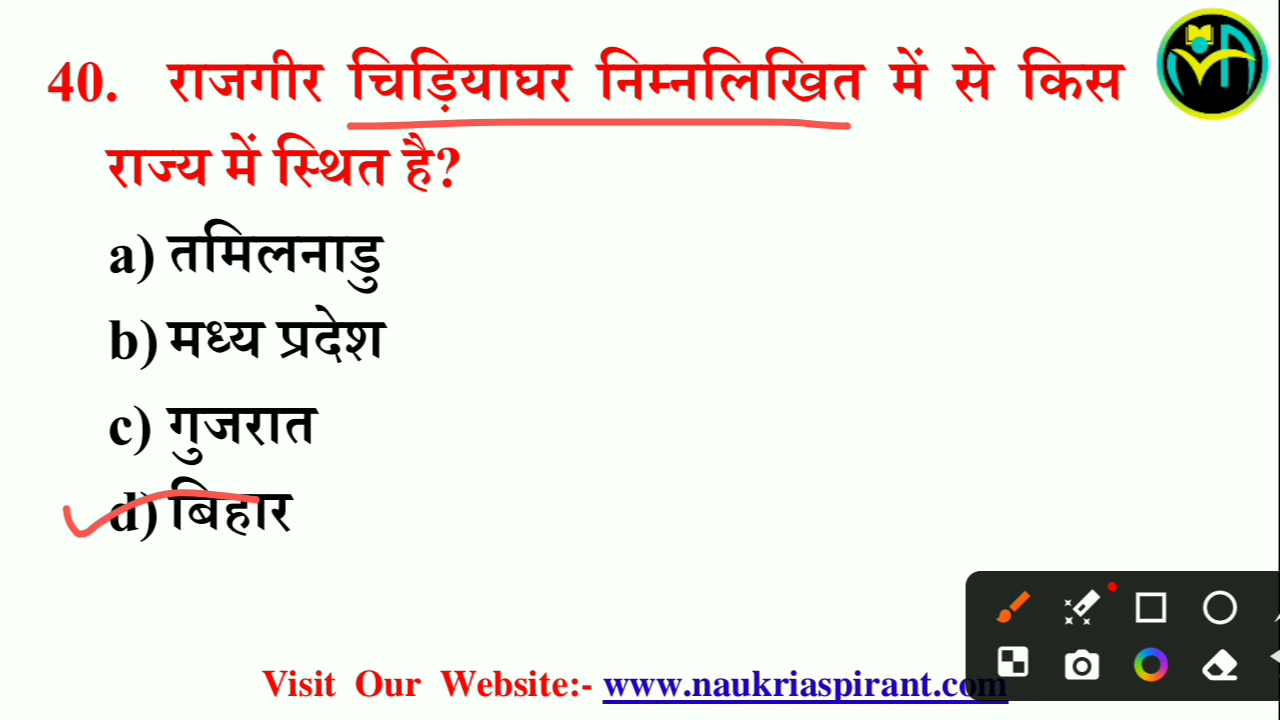 40. राजगीर चिड़ियाघर निम्नलिखित में से किस
राज्य में स्थित है?
a) तमिलनाडु
b) मध्य प्रदेश
c) गुजरात
d) बिहार
Visit Our Website:- www.naukriaspirant.com